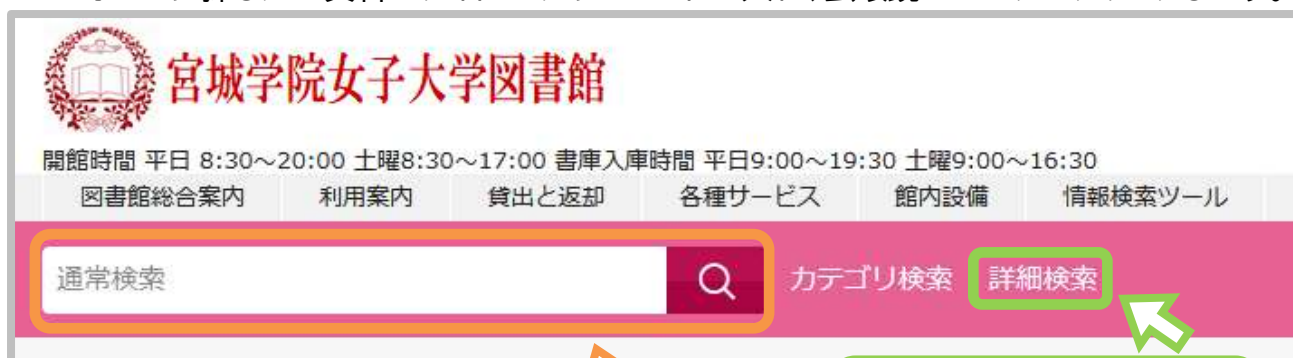 宮城学院女子大学図書館
開館時間 平日 8:30～20:00 土曜8:30～17:00 書庫入庫時間 平日9:00～19:30 土曜9:00～16:30
図書館総合案内 利用案内 貸出と返却 各種サービス 館内設備 情報検索ツール
通常検索 カテゴリ検索 詳細検索